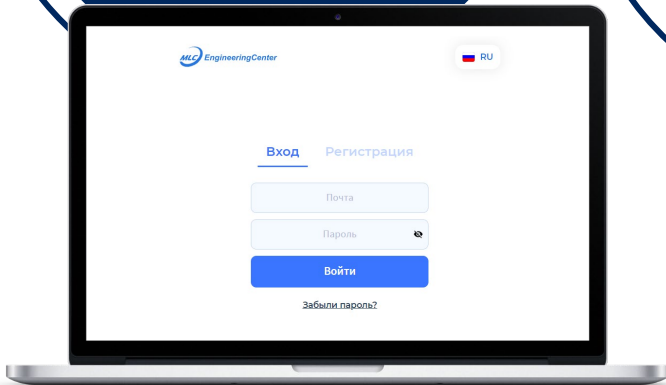 MLC EngineeringCenter
RU
Вход Регистрация
Почта
Пароль
Войти
Забыли пароль?